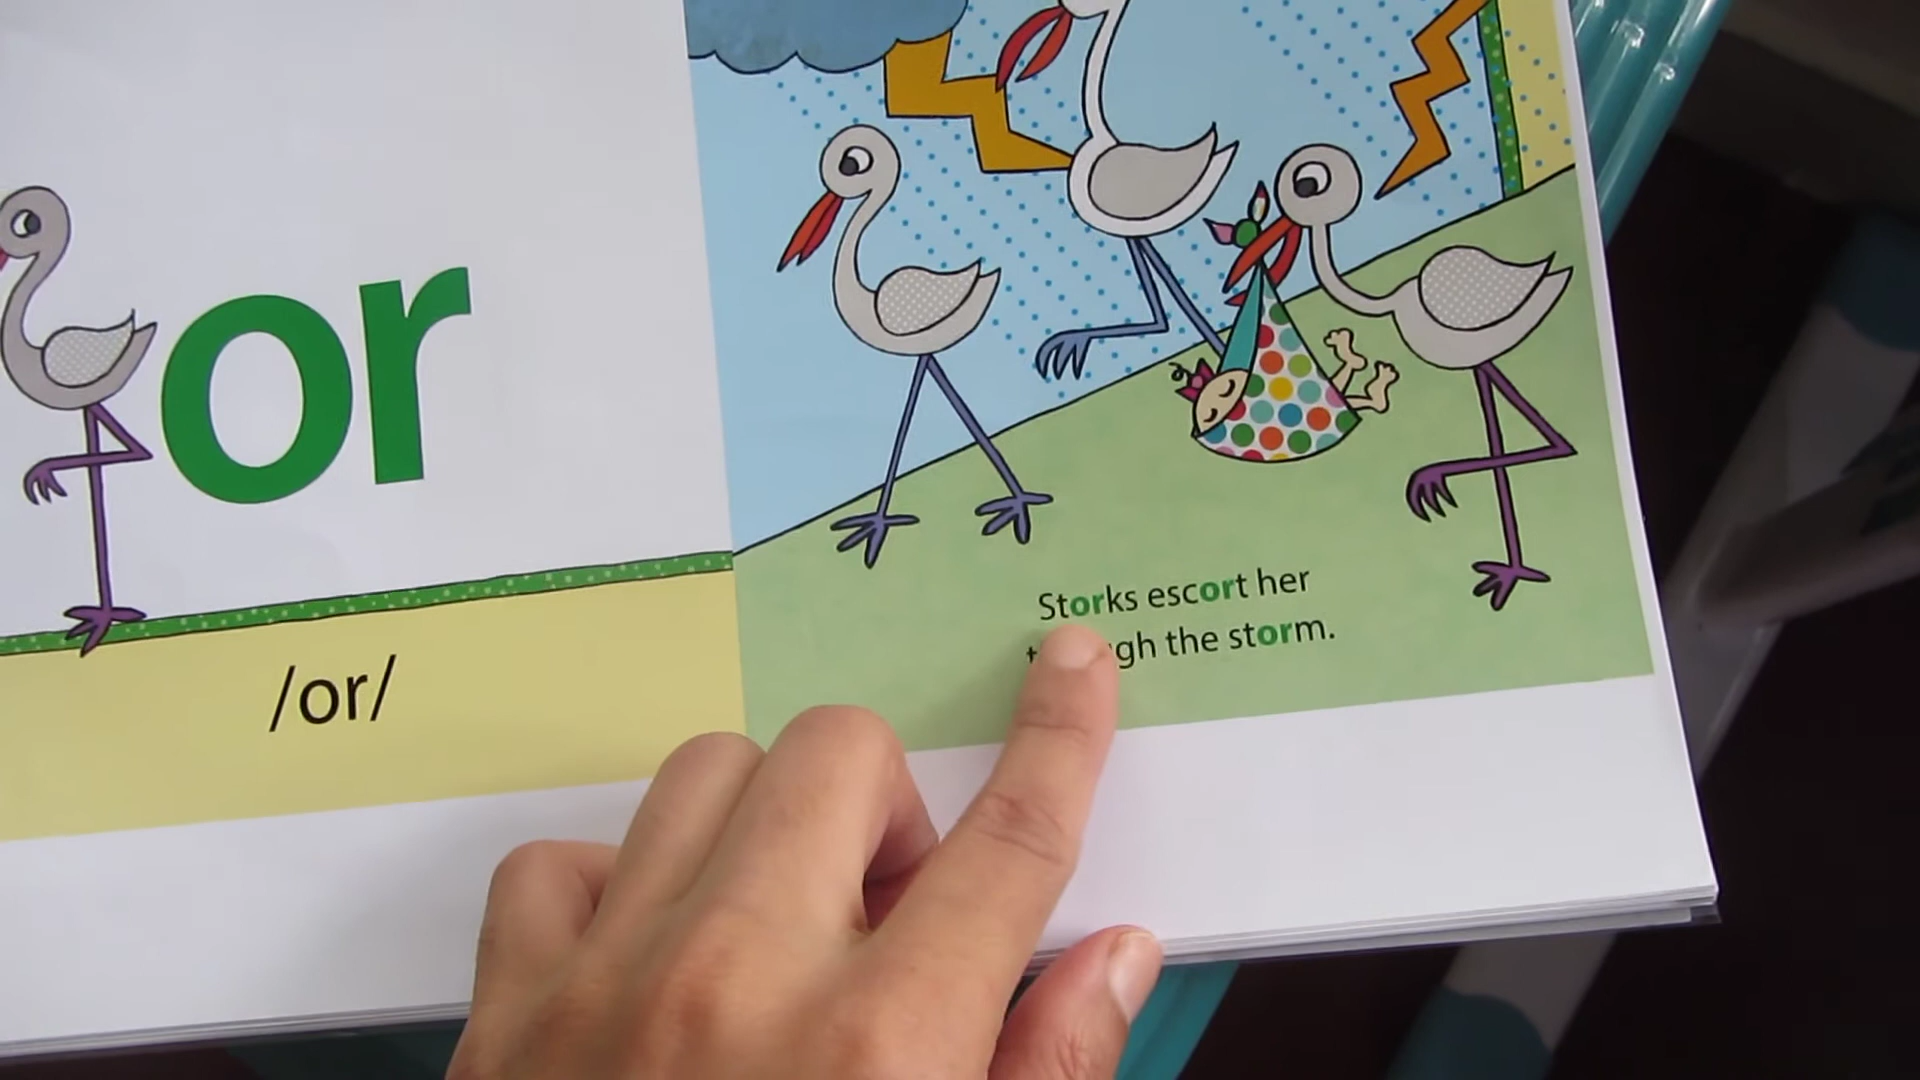 or
/or/
Storks escort her
the storm.